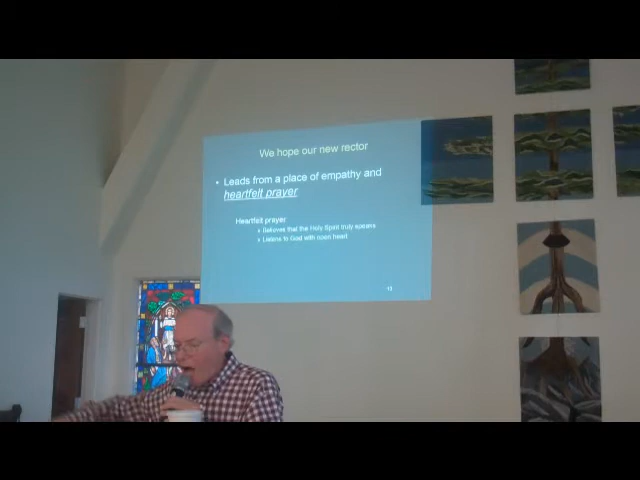 We hope our new rector
• Leads from a place of empathy and
heartfelt prayer
Heartfelt prayer
Believes that the Holy Spirit truly speaks
Listens to God with open heart
13